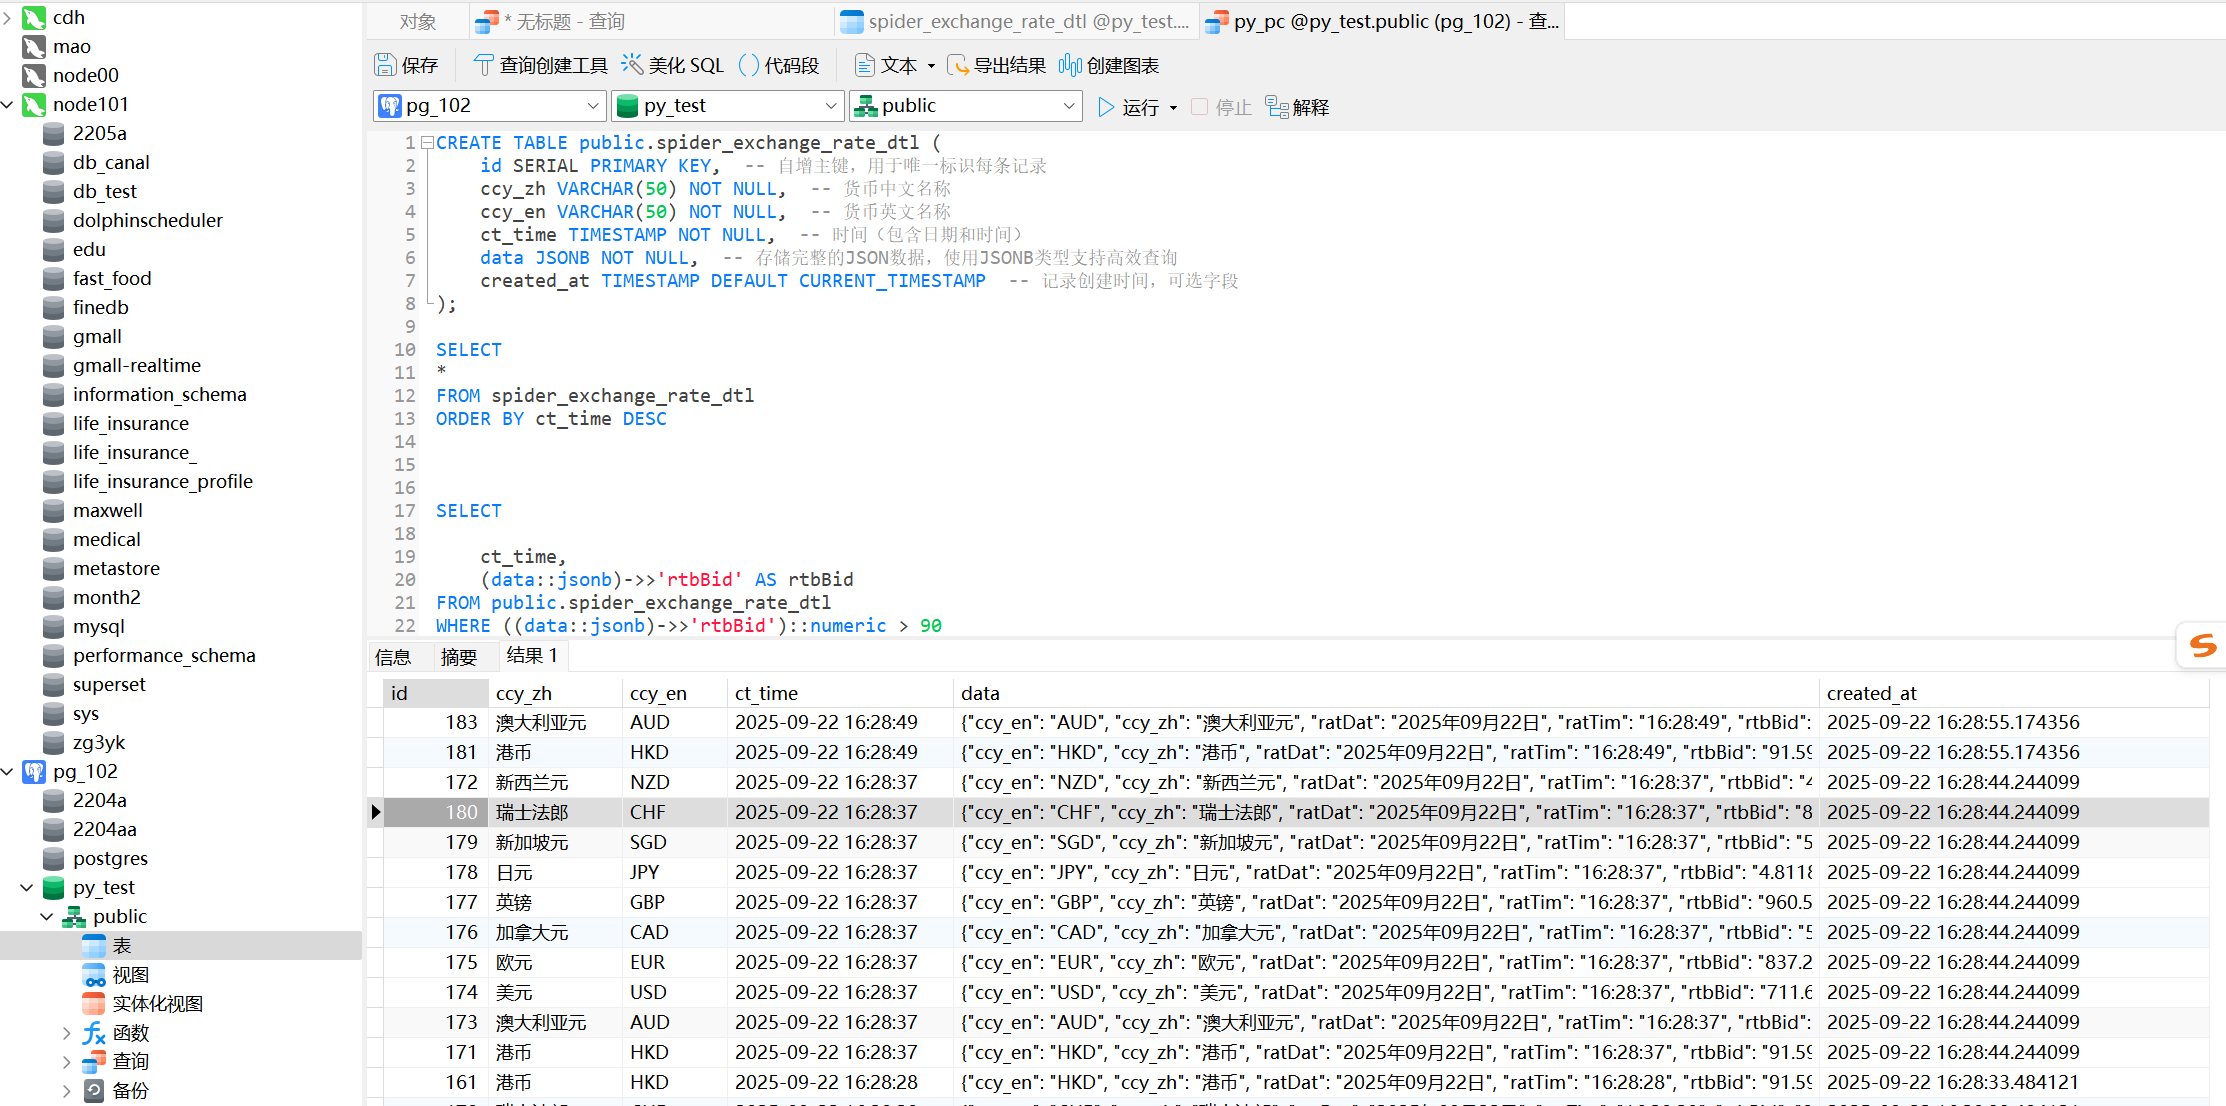 cdh
mao
node00
node101
2205a
db_canal
db_test
dolphinscheduler
edu
fast_food
finedb
gmall
gmall-realtime
information_schema
life_insurance
life_insurance_
life_insurance_profile
maxwell
medical
metastore
month2
mysql
performance_schema
superset
sys
zg3yk
pg_102
2204a
2204aa
postgres
py_test
public
表
视图
实体化视图
函数
查询
备份
对象
* 无标题 - 查询
spider_exchange_rate_dtl @py_test....
py_pc @py_test.public (pg_102) - 查...
保存 查询创建工具 美化 SQL () 代码段 文本 导出结果 创建图表
pg_102 py_test public 运行 停止 解释
1 CREATE TABLE public.spider_exchange_rate_dtl (
2 id SERIAL PRIMARY KEY, -- 自增主键，用于唯一标识每条记录
3 ccy_zh VARCHAR(50) NOT NULL, -- 货币中文名称
4 ccy_en VARCHAR(50) NOT NULL, -- 货币英文名称
5 ct_time TIMESTAMP NOT NULL, -- 时间（包含日期和时间）
6 data JSONB NOT NULL, -- 存储完整的JSON数据，使用JSONB类型支持高效查询
7 created_at TIMESTAMP DEFAULT CURRENT_TIMESTAMP -- 记录创建时间，可选字段
8 );
9
10 SELECT
11 *
12 FROM spider_exchange_rate_dtl
13 ORDER BY ct_time DESC
14
15
16
17 SELECT
18
19 ct_time,
20 (data::jsonb)->>'rtbBid' AS rtbBid
21 FROM public.spider_exchange_rate_dtl
22 WHERE ((data::jsonb)->>'rtbBid')::numeric > 90
S
信息 摘要 结果 1
id ccy_zh ccy_en ct_time data created_at
183 澳大利亚元 AUD 2025-09-22 16:28:49 {"ccy_en": "AUD", "ccy_zh": "澳大利亚元", "ratDat": "2025年09月22日", "ratTim": "16:28:49", "rtbBid": 2025-09-22 16:28:55.174356
181 港币 HKD 2025-09-22 16:28:49 {"ccy_en": "HKD", "ccy_zh": "港币", "ratDat": "2025年09月22日", "ratTim": "16:28:49", "rtbBid": "91.59 2025-09-22 16:28:55.174356
172 新西兰元 NZD 2025-09-22 16:28:37 {"ccy_en": "NZD", "ccy_zh": "新西兰元", "ratDat": "2025年09月22日", "ratTim": "16:28:37", "rtbBid": "4 2025-09-22 16:28:44.244099
180 瑞士法郎 CHF 2025-09-22 16:28:37 {"ccy_en": "CHF", "ccy_zh": "瑞士法郎", "ratDat": "2025年09月22日", "ratTim": "16:28:37", "rtbBid": "8 2025-09-22 16:28:44.244099
179 新加坡元 SGD 2025-09-22 16:28:37 {"ccy_en": "SGD", "ccy_zh": "新加坡元", "ratDat": "2025年09月22日", "ratTim": "16:28:37", "rtbBid": "5 2025-09-22 16:28:44.244099
178 日元 JPY 2025-09-22 16:28:37 {"ccy_en": "JPY", "ccy_zh": "日元", "ratDat": "2025年09月22日", "ratTim": "16:28:37", "rtbBid": "4.8118 2025-09-22 16:28:44.244099
177 英镑 GBP 2025-09-22 16:28:37 {"ccy_en": "GBP", "ccy_zh": "英镑", "ratDat": "2025年09月22日", "ratTim": "16:28:37", "rtbBid": "960.5 2025-09-22 16:28:44.244099
176 加拿大元 CAD 2025-09-22 16:28:37 {"ccy_en": "CAD", "ccy_zh": "加拿大元", "ratDat": "2025年09月22日", "ratTim": "16:28:37", "rtbBid": "5 2025-09-22 16:28:44.244099
175 欧元 EUR 2025-09-22 16:28:37 {"ccy_en": "EUR", "ccy_zh": "欧元", "ratDat": "2025年09月22日", "ratTim": "16:28:37", "rtbBid": "837.2 2025-09-22 16:28:44.244099
174 美元 USD 2025-09-22 16:28:37 {"ccy_en": "USD", "ccy_zh": "美元", "ratDat": "2025年09月22日", "ratTim": "16:28:37", "rtbBid": "711.6 2025-09-22 16:28:44.244099
173 澳大利亚元 AUD 2025-09-22 16:28:37 {"ccy_en": "AUD", "ccy_zh": "澳大利亚元", "ratDat": "2025年09月22日", "ratTim": "16:28:37", "rtbBid": 2025-09-22 16:28:44.244099
171 港币 HKD 2025-09-22 16:28:37 {"ccy_en": "HKD", "ccy_zh": "港币", "ratDat": "2025年09月22日", "ratTim": "16:28:37", "rtbBid": "91.59 2025-09-22 16:28:44.244099
161 港币 HKD 2025-09-22 16:28:28 {"ccy_en": "HKD", "ccy_zh": "港币", "ratDat": "2025年09月22日", "ratTim": "16:28:28", "rtbBid": "91.59 2025-09-22 16:28:33.484121